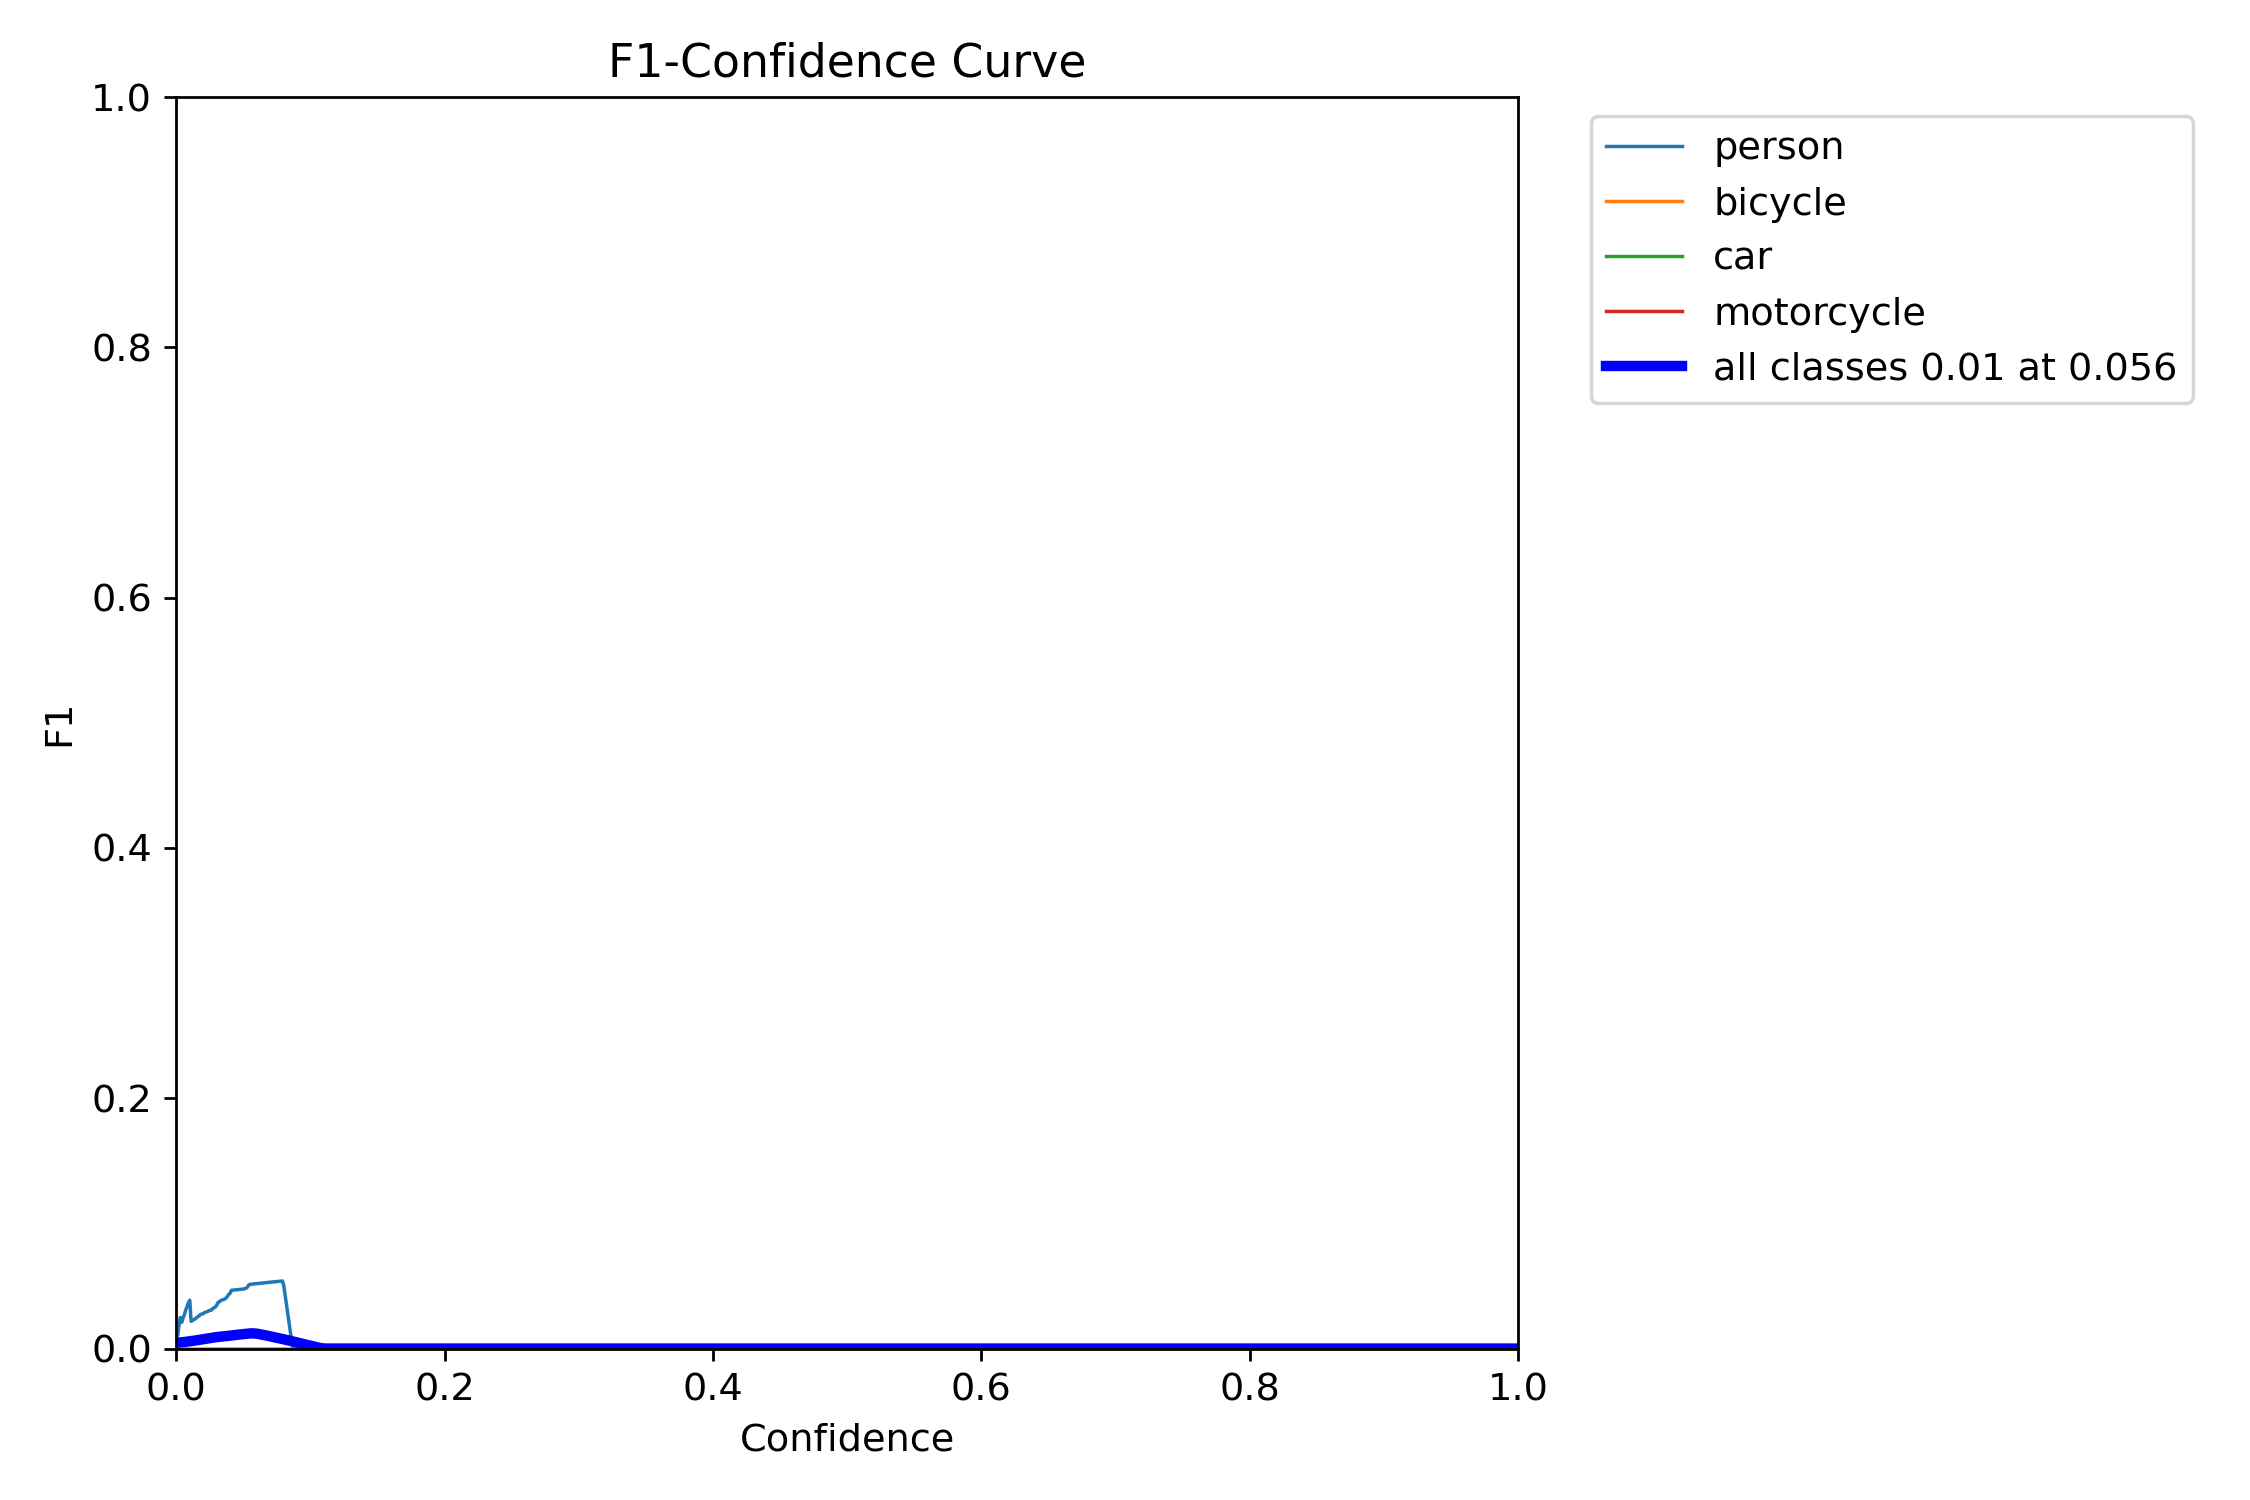 F1-Confidence Curve
1.0
0.8
0.6
0.4
0.2
0.0
F1
0.0 0.2 0.4 0.6 0.8 1.0
Confidence
person
bicycle
car
motorcycle
all classes 0.01 at 0.056